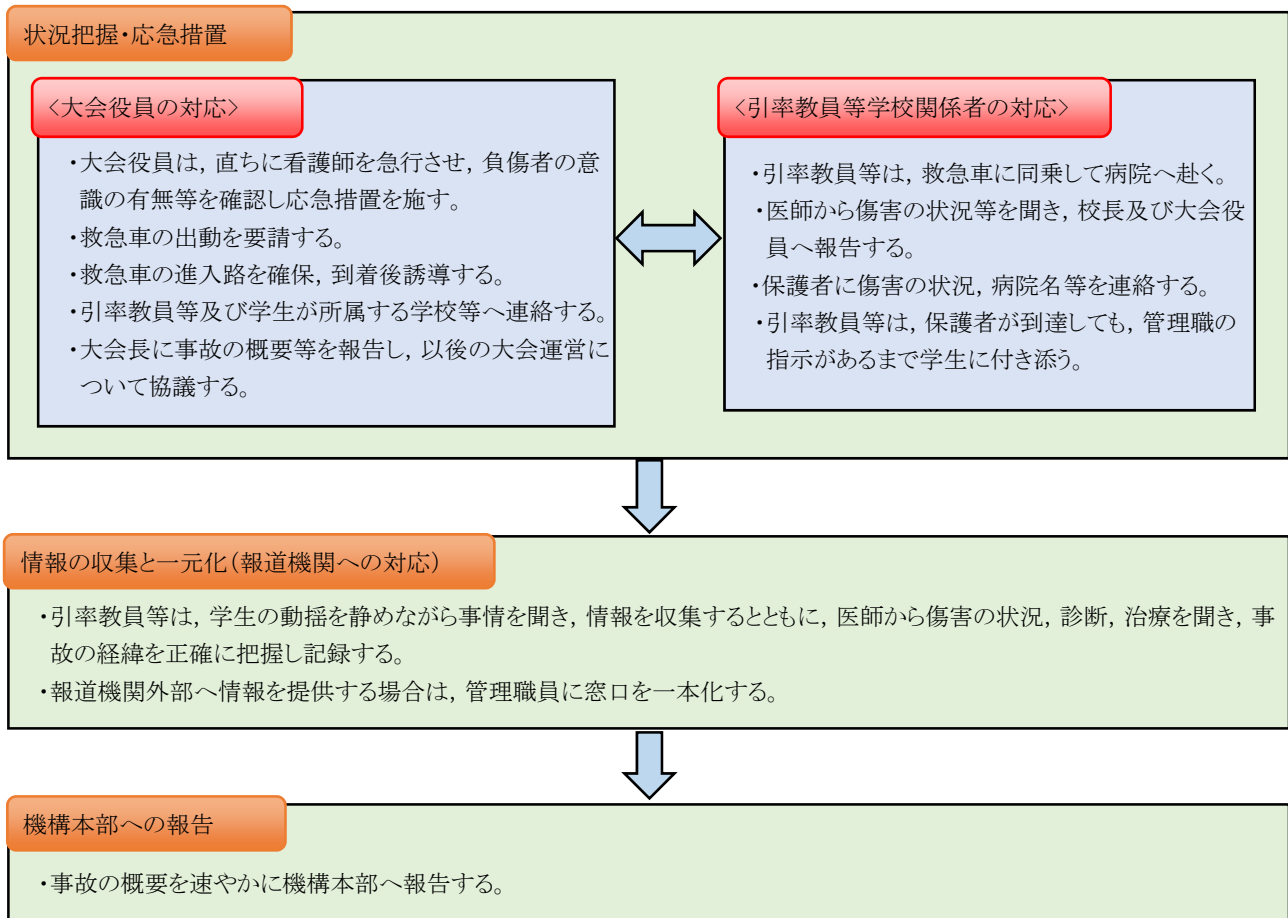 状況把握・応急措置
<大会役員の対応>
・大会役員は，直ちに看護師を急行させ，負傷者の意
識の有無等を確認し応急措置を施す。
・救急車の出動を要請する。
・救急車の進入路を確保，到着後誘導する。
・引率教員等及び学生が所属する学校等へ連絡する。
・大会長に事故の概要等を報告し，以後の大会運営に
ついて協議する。
<引率教員等学校関係者の対応>
・引率教員等は，救急車に同乗して病院へ赴く。
・医師から傷害の状況等を聞き，校長及び大会役
員へ報告する。
・保護者に傷害の状況，病院名等を連絡する。
・引率教員等は，保護者が到達しても，管理職の
指示があるまで学生に付き添う。
情報の収集と一元化（報道機関への対応）
・引率教員等は，学生の動揺を静めながら事情を聞き，情報を収集するとともに，医師から傷害の状況，診断，治療を聞き，事
故の経緯を正確に把握し記録する。
・報道機関外部へ情報を提供する場合は，管理職員に窓口を一本化する。
機構本部への報告
・事故の概要を速やかに機構本部へ報告する。